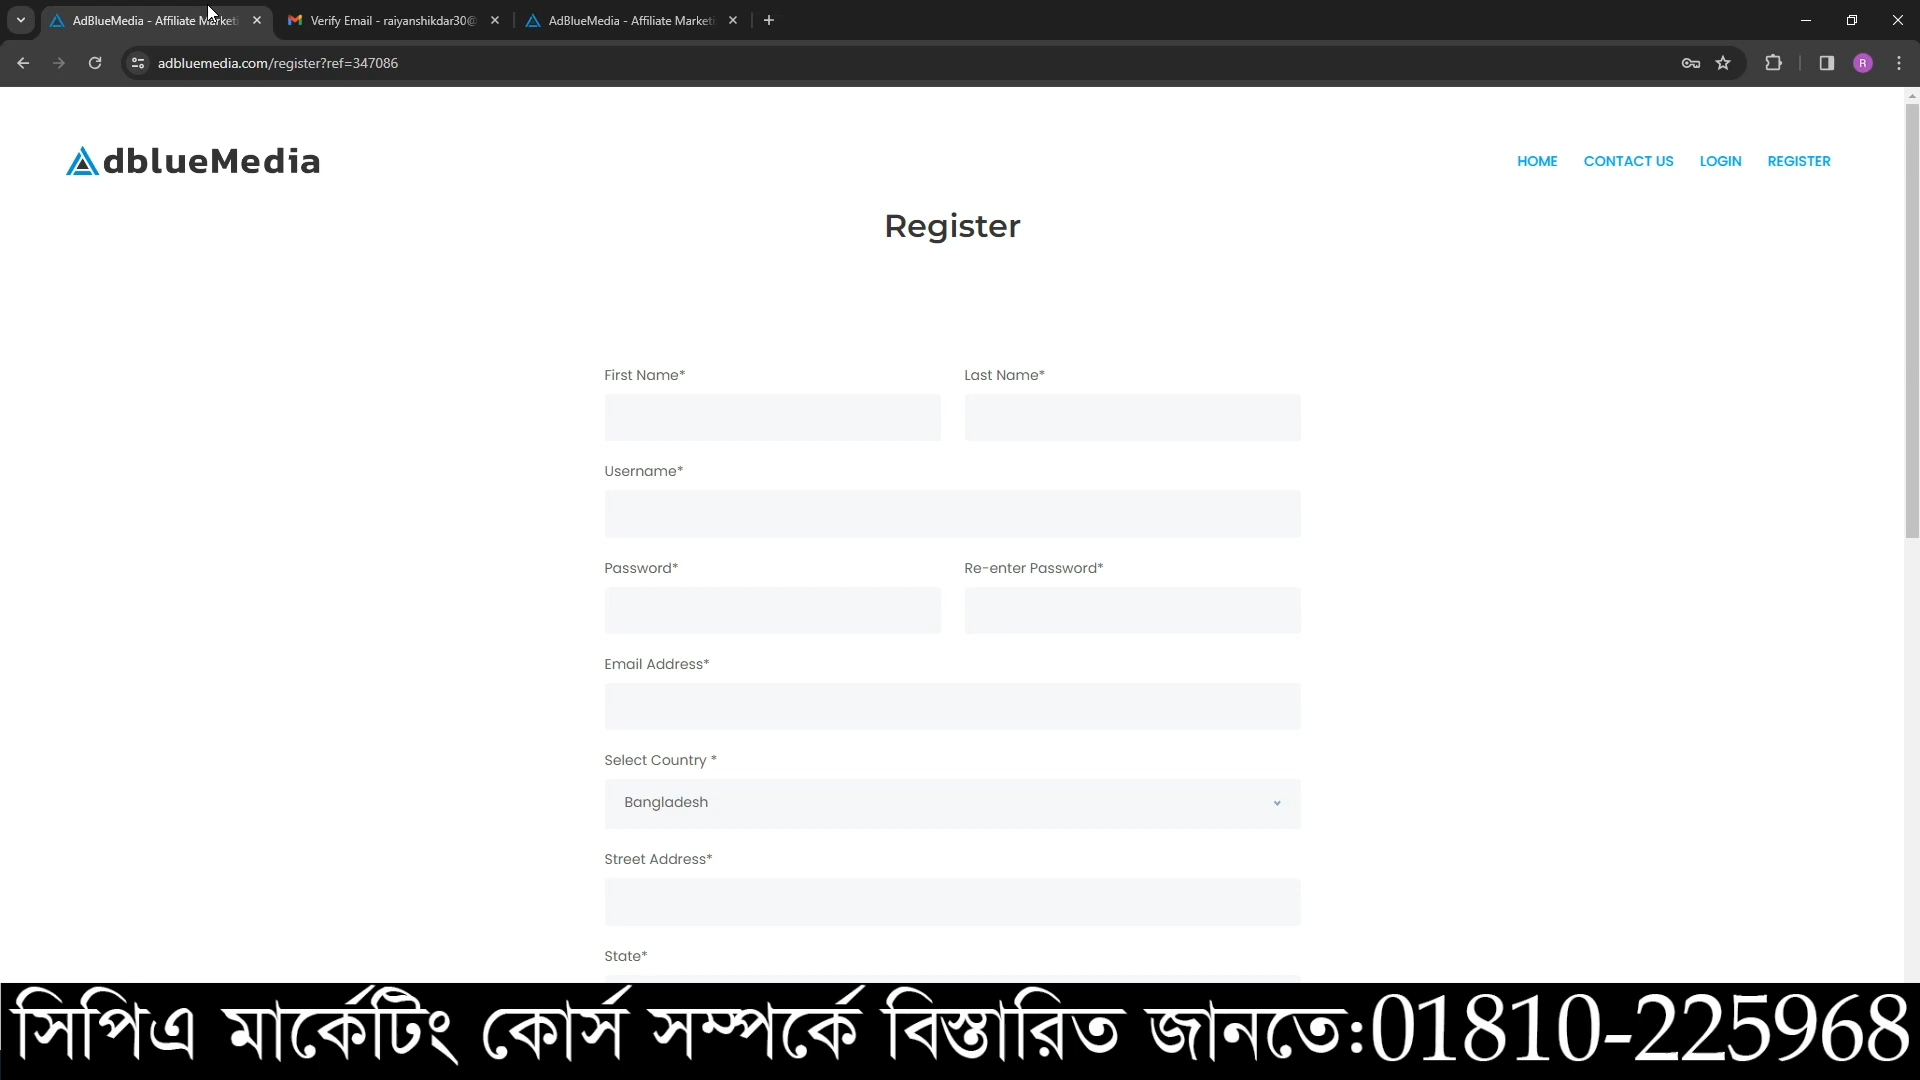 AdBlueMedia - Affiliate Marketi
Verify Email - raiyanshikdar30@
AdBlueMedia - Affiliate Marketi
adbluemedia.com/register?ref=347086
R
AdblueMedia
HOME
CONTACT US
LOGIN
REGISTER
Register
First Name*
Last Name*
Username*
Password*
Re-enter Password*
Email Address*
Select Country *
Bangladesh
Street Address*
State*
সিপিএ মার্কেটিং কোর্স সম্পর্কে বিস্তারিত জানতে:01810-225968